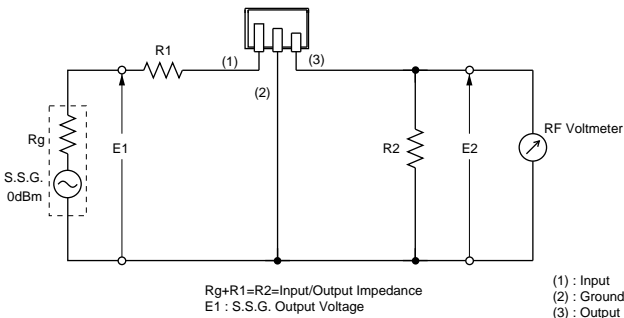 R1
(1)
(3)
(2)
Rg
E1
R2
E2
RF Voltmeter
S.S.G.
0dBm
Rg+R1=R2=Input/Output Impedance
E1 : S.S.G. Output Voltage
(1) : Input
(2) : Ground
(3) : Output